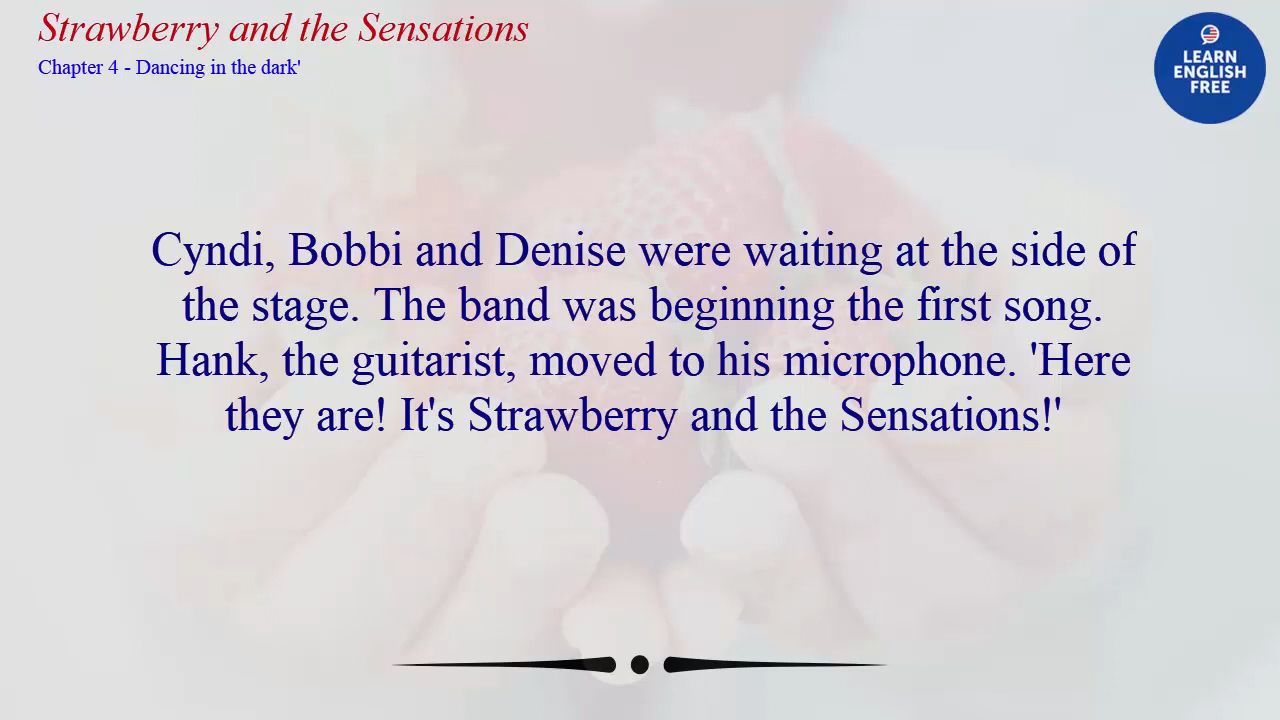 Strawberry and the Sensations
Chapter 4 - Dancing in the dark'
LEARN
ENGLISH
FREE
Cyndi, Bobbi and Denise were waiting at the side of
the stage. The band was beginning the first song.
Hank, the guitarist, moved to his microphone. 'Here
they are! It's Strawberry and the Sensations!'